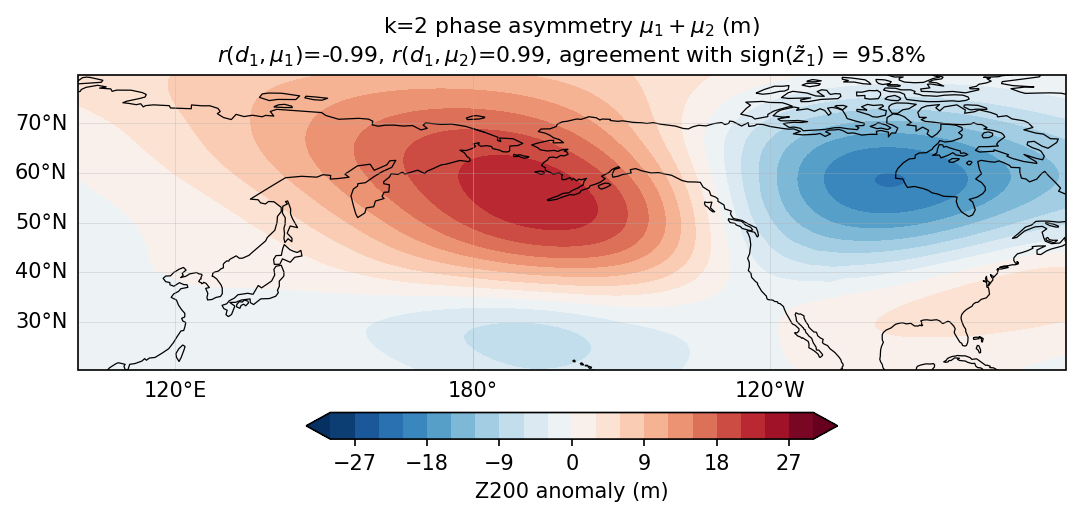 k=2 phase asymmetry μ₁ + μ₂ (m)
r(d₁, μ₁)=-0.99, r(d₁, μ₂)=0.99, agreement with sign(z̃₁) = 95.8%
70°N
60°N
50°N
40°N
30°N
120°E 180° 120°W
−27 −18 −9 0 9 18 27
Z200 anomaly (m)